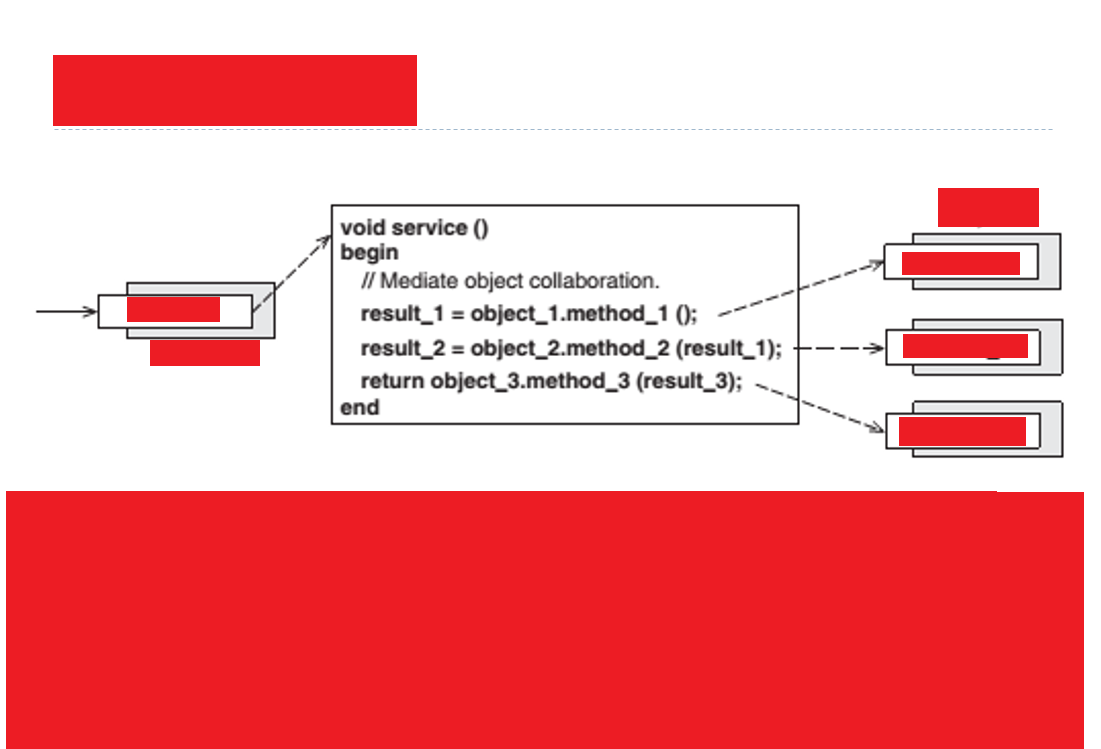 void service ()
begin
// Mediate object collaboration.
result_1 = object_1.method_1 ();
result_2 = object_2.method_2 (result_1);
return object_3.method_3 (result_3);
end